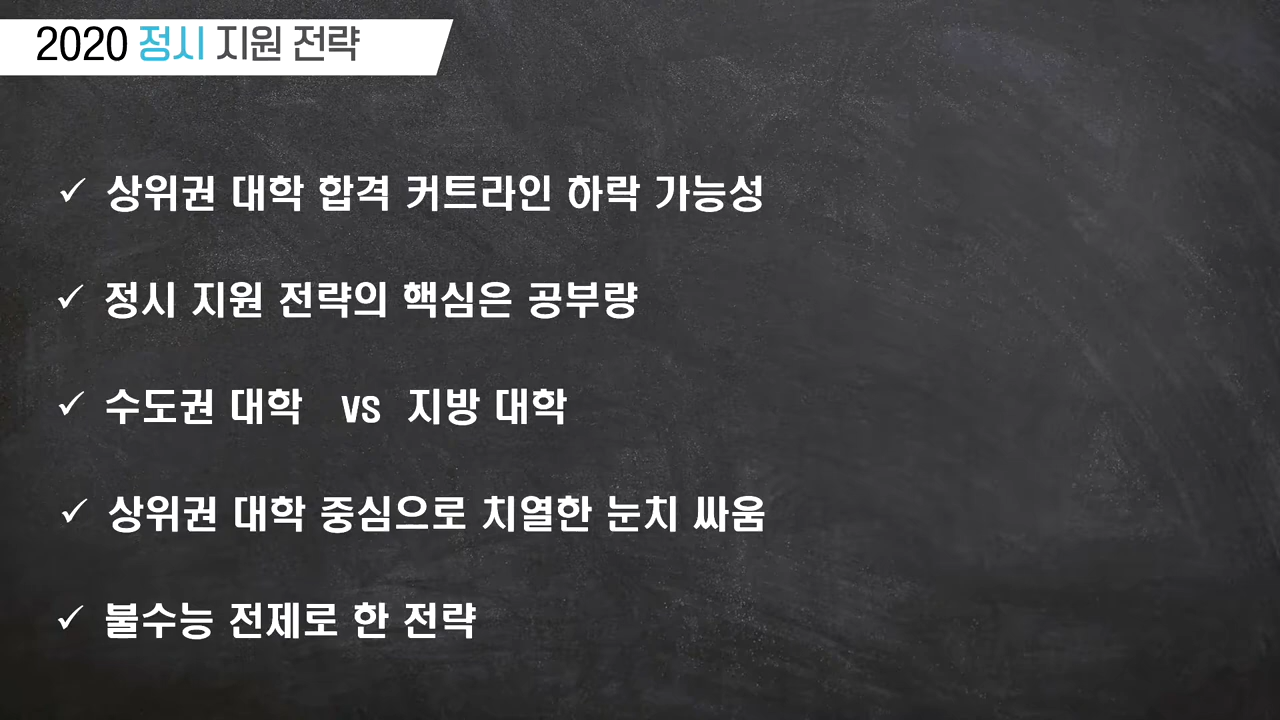 2020 정시 지원 전략
✓ 상위권 대학 합격 커트라인 하락 가능성
✓ 정시 지원 전략의 핵심은 공부량
✓ 수도권 대학 vs 지방 대학
✓ 상위권 대학 중심으로 치열한 눈치 싸움
✓ 불수능 전제로 한 전략